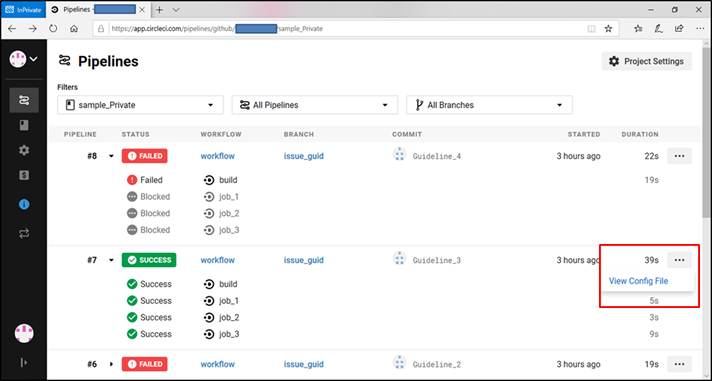 InPrivate
Pipelines -
https://app.circleci.com/pipelines/github/ sample_Private
Pipelines
Project Settings
Filters
sample_Private
All Pipelines
All Branches
PIPELINE STATUS WORKFLOW BRANCH COMMIT STARTED DURATION
#8 FAILED workflow issue_guid Guideline_4 3 hours ago 22s
Failed build 19s
Blocked job_1
Blocked job_2
Blocked job_3
#7 SUCCESS workflow issue_guid Guideline_3 3 hours ago 39s
View Config File
Success build
Success job_1 5s
Success job_2 3s
Success job_3 9s
#6 FAILED workflow issue_guid Guideline_2 3 hours ago 19s